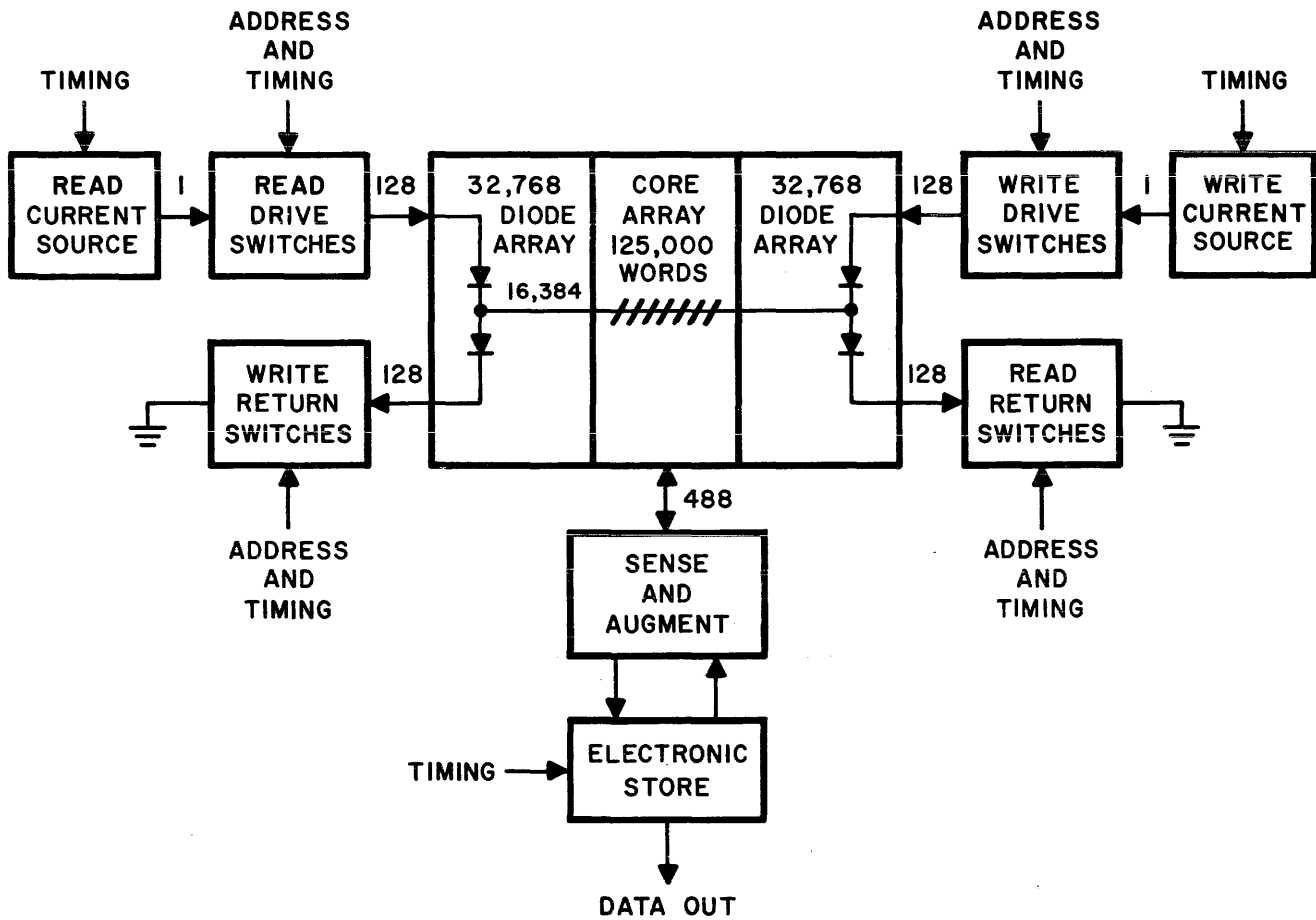 ADDRESS
AND
TIMING
TIMING
ADDRESS
AND
TIMING
TIMING
READ
CURRENT
SOURCE
1
READ
DRIVE
SWITCHES
128
32,768
DIODE
ARRAY
CORE
ARRAY
125,000
WORDS
32,768
DIODE
ARRAY
128
WRITE
DRIVE
SWITCHES
1
WRITE
CURRENT
SOURCE
16,384
WRITE
RETURN
SWITCHES
128
128
READ
RETURN
SWITCHES
ADDRESS
AND
TIMING
488
ADDRESS
AND
TIMING
SENSE
AND
AUGMENT
TIMING
ELECTRONIC
STORE
DATA OUT